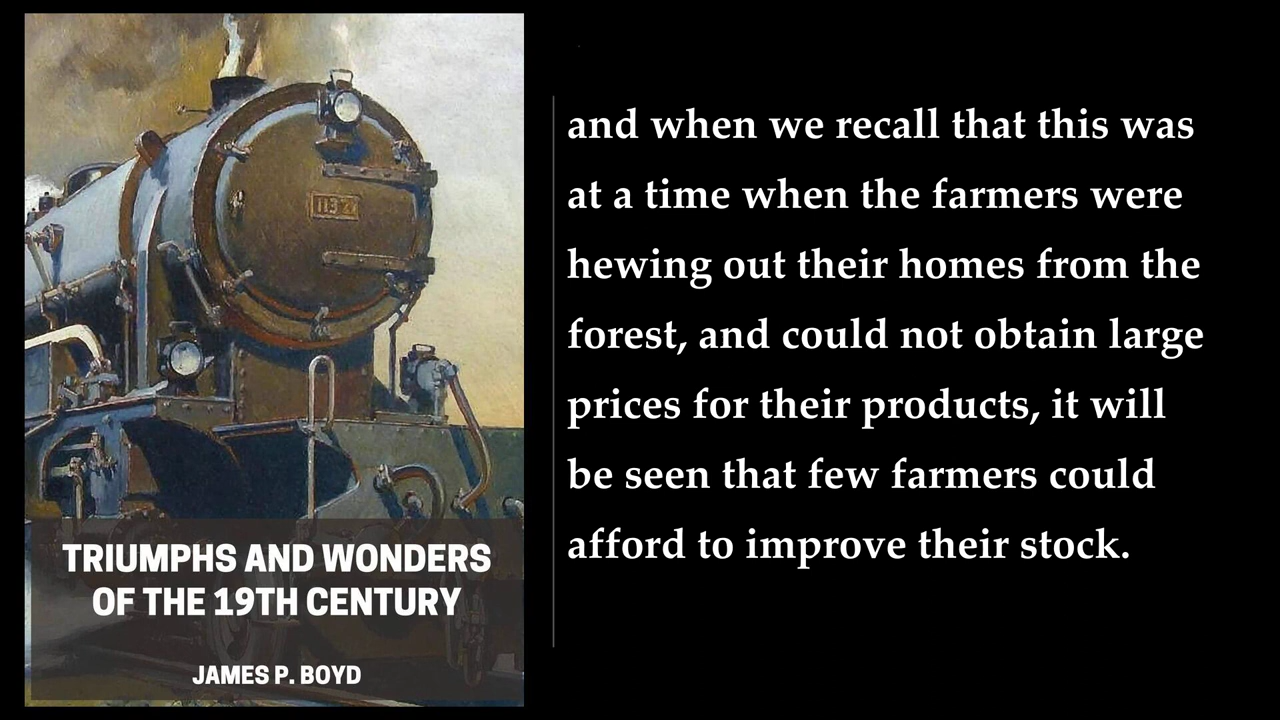 1132
TRIUMPHS AND WONDERS
OF THE 19TH CENTURY
JAMES P. BOYD
and when we recall that this was
at a time when the farmers were
hewing out their homes from the
forest, and could not obtain large
prices for their products, it will
be seen that few farmers could
afford to improve their stock.